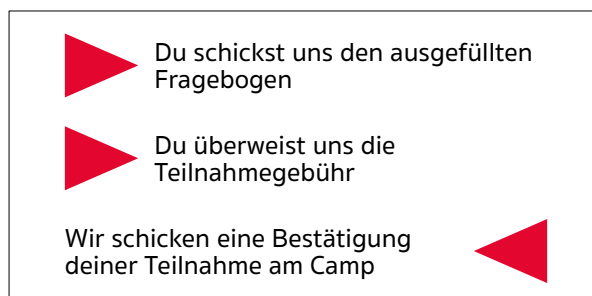 Du schickst uns den ausgefüllten
Fragebogen
Du überweist uns die
Teilnahmegebühr
Wir schicken eine Bestätigung
deiner Teilnahme am Camp